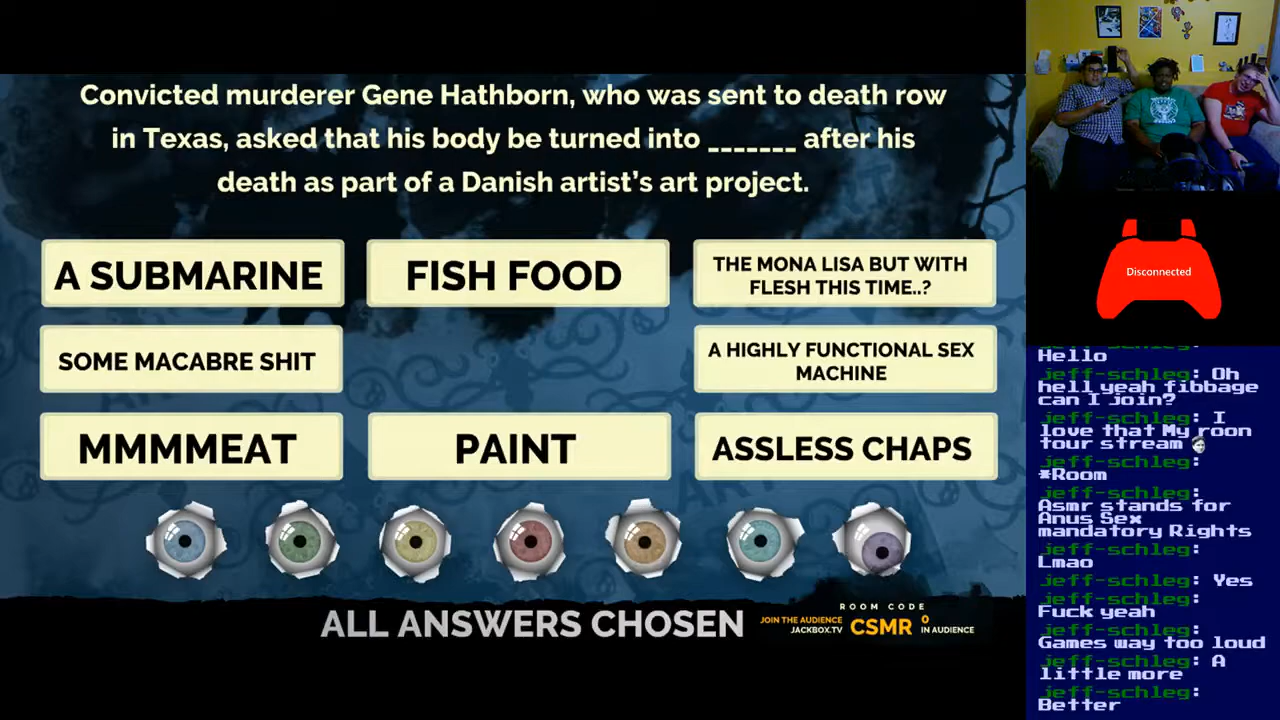 Convicted murderer Gene Hathborn, who was sent to death row
in Texas, asked that his body be turned into _______ after his
death as part of a Danish artist's art project.
A SUBMARINE
FISH FOOD
THE MONA LISA BUT WITH
FLESH THIS TIME..?
SOME MACABRE SHIT
A HIGHLY FUNCTIONAL SEX
MACHINE
MMMMEAT
PAINT
ASSLESS CHAPS
ALL ANSWERS CHOSEN
ROOM CODE
JOIN THE AUDIENCE
JACKBOX.TV
CSMR
0
IN AUDIENCE
Disconnected
jeff-schleg:
Hello
jeff-schleg: Oh
hell yeah fibbage
can I join?
jeff-schleg: I
love that My roon
tour stream
jeff-schleg:
*Room
jeff-schleg:
Asmr stands for
Anus Sex
mandatory Rights
jeff-schleg:
Lmao
jeff-schleg: Yes
jeff-schleg:
Fuck yeah
jeff-schleg:
Games way too loud
jeff-schleg: A
little more
jeff-schleg:
Better